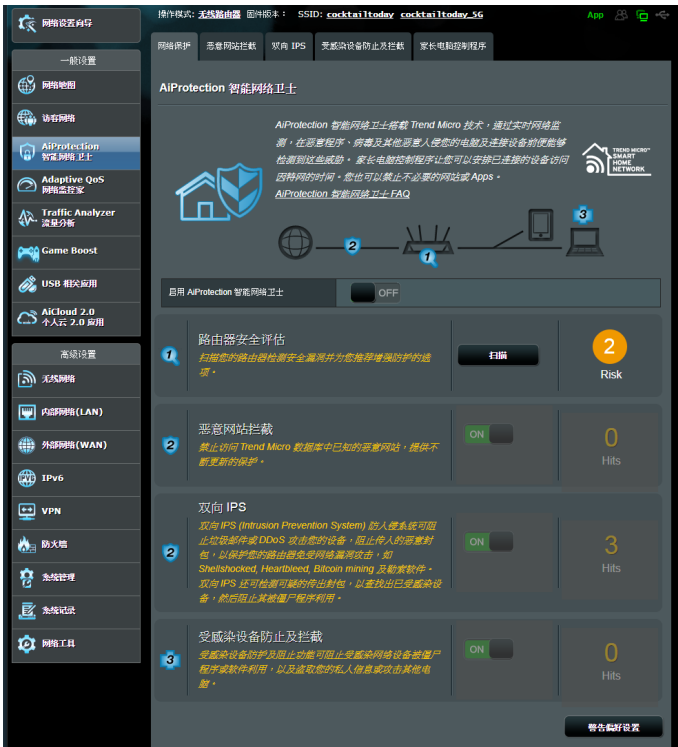 操作模式: 无线路由器 固件版本: SSID: cocktailtoday cocktailtoday_5G
App
网络设置向导
一般设置
网络地图
访客网络
AiProtection
智能网络卫士
Adaptive QoS
网络监控家
Traffic Analyzer
流量分析
Game Boost
USB 相关应用
AiCloud 2.0
个人云 2.0 应用
高级设置
无线网络
内部网络(LAN)
外部网络(WAN)
IPv6
VPN
防火墙
系统管理
系统记录
网络工具
网络保护 恶意网站拦截 双向 IPS 受感染设备防止及拦截 家长电脑控制程序
AiProtection 智能网络卫士
AiProtection 智能网络卫士搭载 Trend Micro 技术，通过实时网络监
测，在恶意程序、病毒及其他恶意人侵您的电脑及连接设备前便能够
检测到这些威胁。 家长电脑控制程序让您可以安排已连接的设备访问
因特网的时间。您也可以禁止不必要的网站或 Apps。
AiProtection 智能网络卫士 FAQ
TREND MICRO™
SMART
HOME
NETWORK
1
2
3
启用 AiProtection 智能网络卫士
OFF
1
路由器安全评估
扫描您的路由器检测安全漏洞并为您推荐增强防护的选
项。
扫描
2
Risk
2
恶意网站拦截
禁止访问 Trend Micro 数据库中已知的恶意网站，提供不
断更新的保护。
ON
0
Hits
2
双向 IPS
双向 IPS (Intrusion Prevention System) 防入侵系统可阻
止垃圾邮件或 DDoS 攻击您的设备，阻止传人的恶意封
包，以保护您的路由器免受网络漏洞攻击，如
Shellshocked, Heartbleed, Bitcoin mining 及勒索软件。
双向 IPS 还可检测可疑的传出封包，以查找出已受感染设
备，然后阻止其被僵尸程序利用。
ON
3
Hits
3
受感染设备防止及拦截
受感染设备防护及阻止功能可阻止受感染网络设备被僵尸
程序或软件利用，以及盗取您的私人信息或攻击其他电
脑。
ON
0
Hits
警告偏好设置